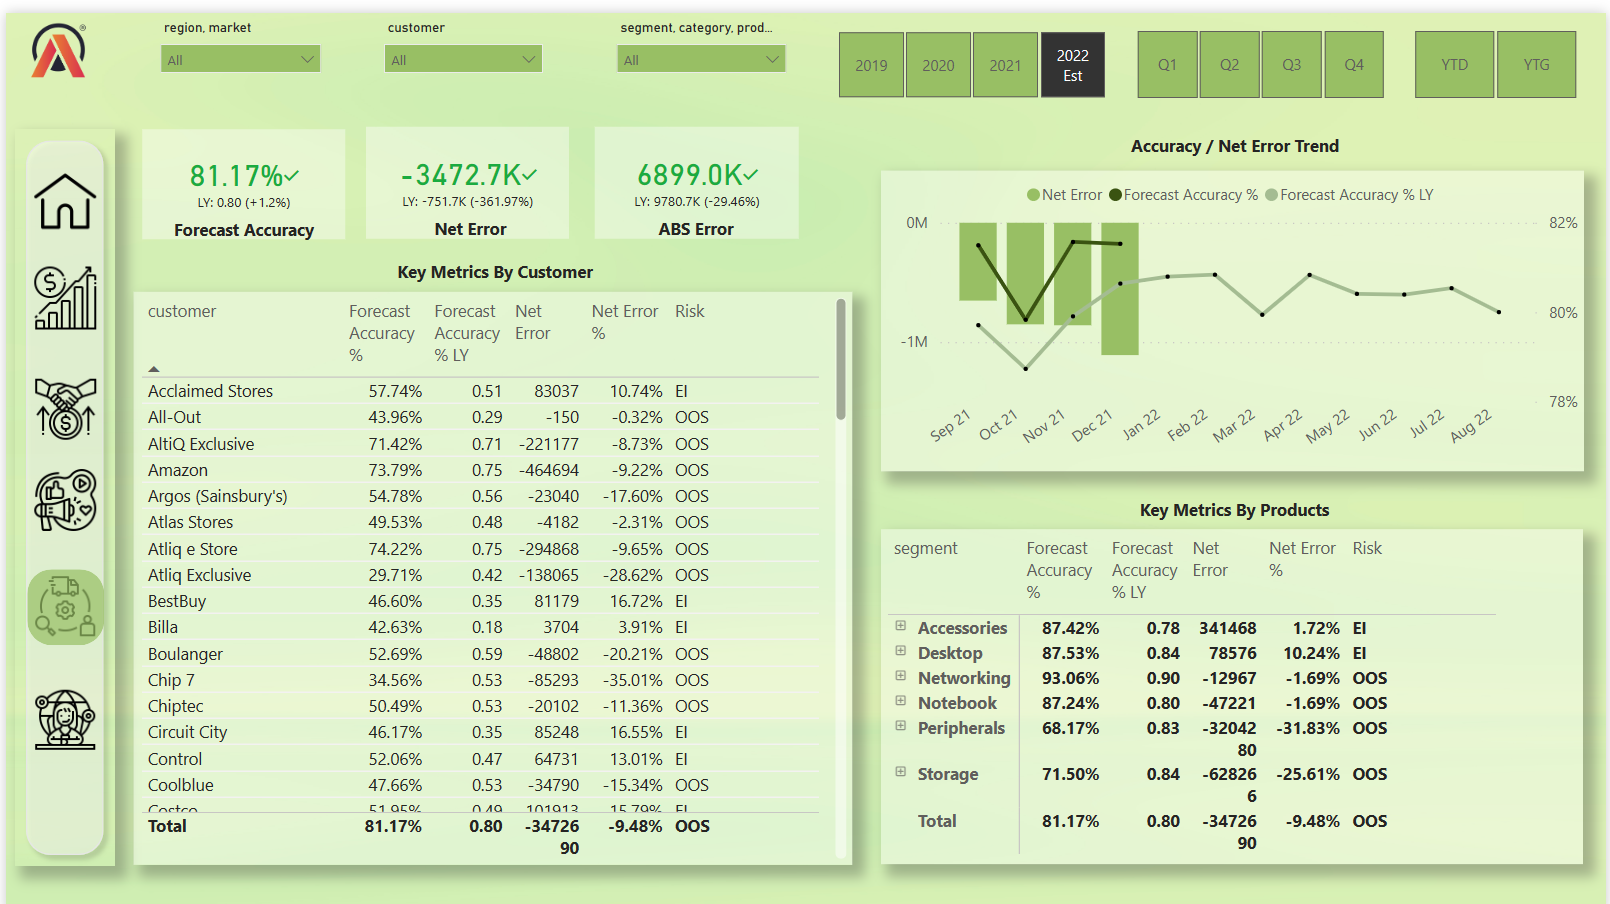 region, market
customer
segment, category, prod...
All
All
All
2019
2020
2021
2022
Est
Q1
Q2
Q3
Q4
YTD
YTG
81.17%
LY: 0.80 (+1.2%)
Forecast Accuracy
-3472.7K
LY: -751.7K (-361.97%)
Net Error
6899.0K
LY: 9780.7K (-29.46%)
ABS Error
Key Metrics By Customer
customer
Forecast
Accuracy
%
Forecast
Accuracy
% LY
Net
Error
Net Error
%
Risk
Acclaimed Stores 57.74% 0.51 83037 10.74% EI
All-Out 43.96% 0.29 -150 -0.32% OOS
AltiQ Exclusive 71.42% 0.71 -221177 -8.73% OOS
Amazon 73.79% 0.75 -464694 -9.22% OOS
Argos (Sainsbury's) 54.78% 0.56 -23040 -17.60% OOS
Atlas Stores 49.53% 0.48 -4182 -2.31% OOS
Atliq e Store 74.22% 0.75 -294868 -9.65% OOS
Atliq Exclusive 29.71% 0.42 -138065 -28.62% OOS
BestBuy 46.60% 0.35 81179 16.72% EI
Billa 42.63% 0.18 3704 3.91% EI
Boulanger 52.69% 0.59 -48802 -20.21% OOS
Chip 7 34.56% 0.53 -85293 -35.01% OOS
Chiptec 50.49% 0.53 -20102 -11.36% OOS
Circuit City 46.17% 0.35 85248 16.55% EI
Control 52.06% 0.47 64731 13.01% EI
Coolblue 47.66% 0.53 -34790 -15.34% OOS
Costco 51.95% 0.49 101913 15.79% EI
Total 81.17% 0.80 -34726 -9.48% OOS
90
Accuracy / Net Error Trend
Net Error
Forecast Accuracy %
Forecast Accuracy % LY
0M
-1M
82%
80%
78%
Sep 21
Oct 21
Nov 21
Dec 21
Jan 22
Feb 22
Mar 22
Apr 22
May 22
Jun 22
Jul 22
Aug 22
Key Metrics By Products
segment
Forecast
Accuracy
%
Forecast
Accuracy
% LY
Net
Error
Net Error
%
Risk
Accessories 87.42% 0.78 341468 1.72% EI
Desktop 87.53% 0.84 78576 10.24% EI
Networking 93.06% 0.90 -12967 -1.69% OOS
Notebook 87.24% 0.80 -47221 -1.69% OOS
Peripherals 68.17% 0.83 -32042 -31.83% OOS
80
Storage 71.50% 0.84 -62826 -25.61% OOS
6
Total 81.17% 0.80 -34726 -9.48% OOS
90